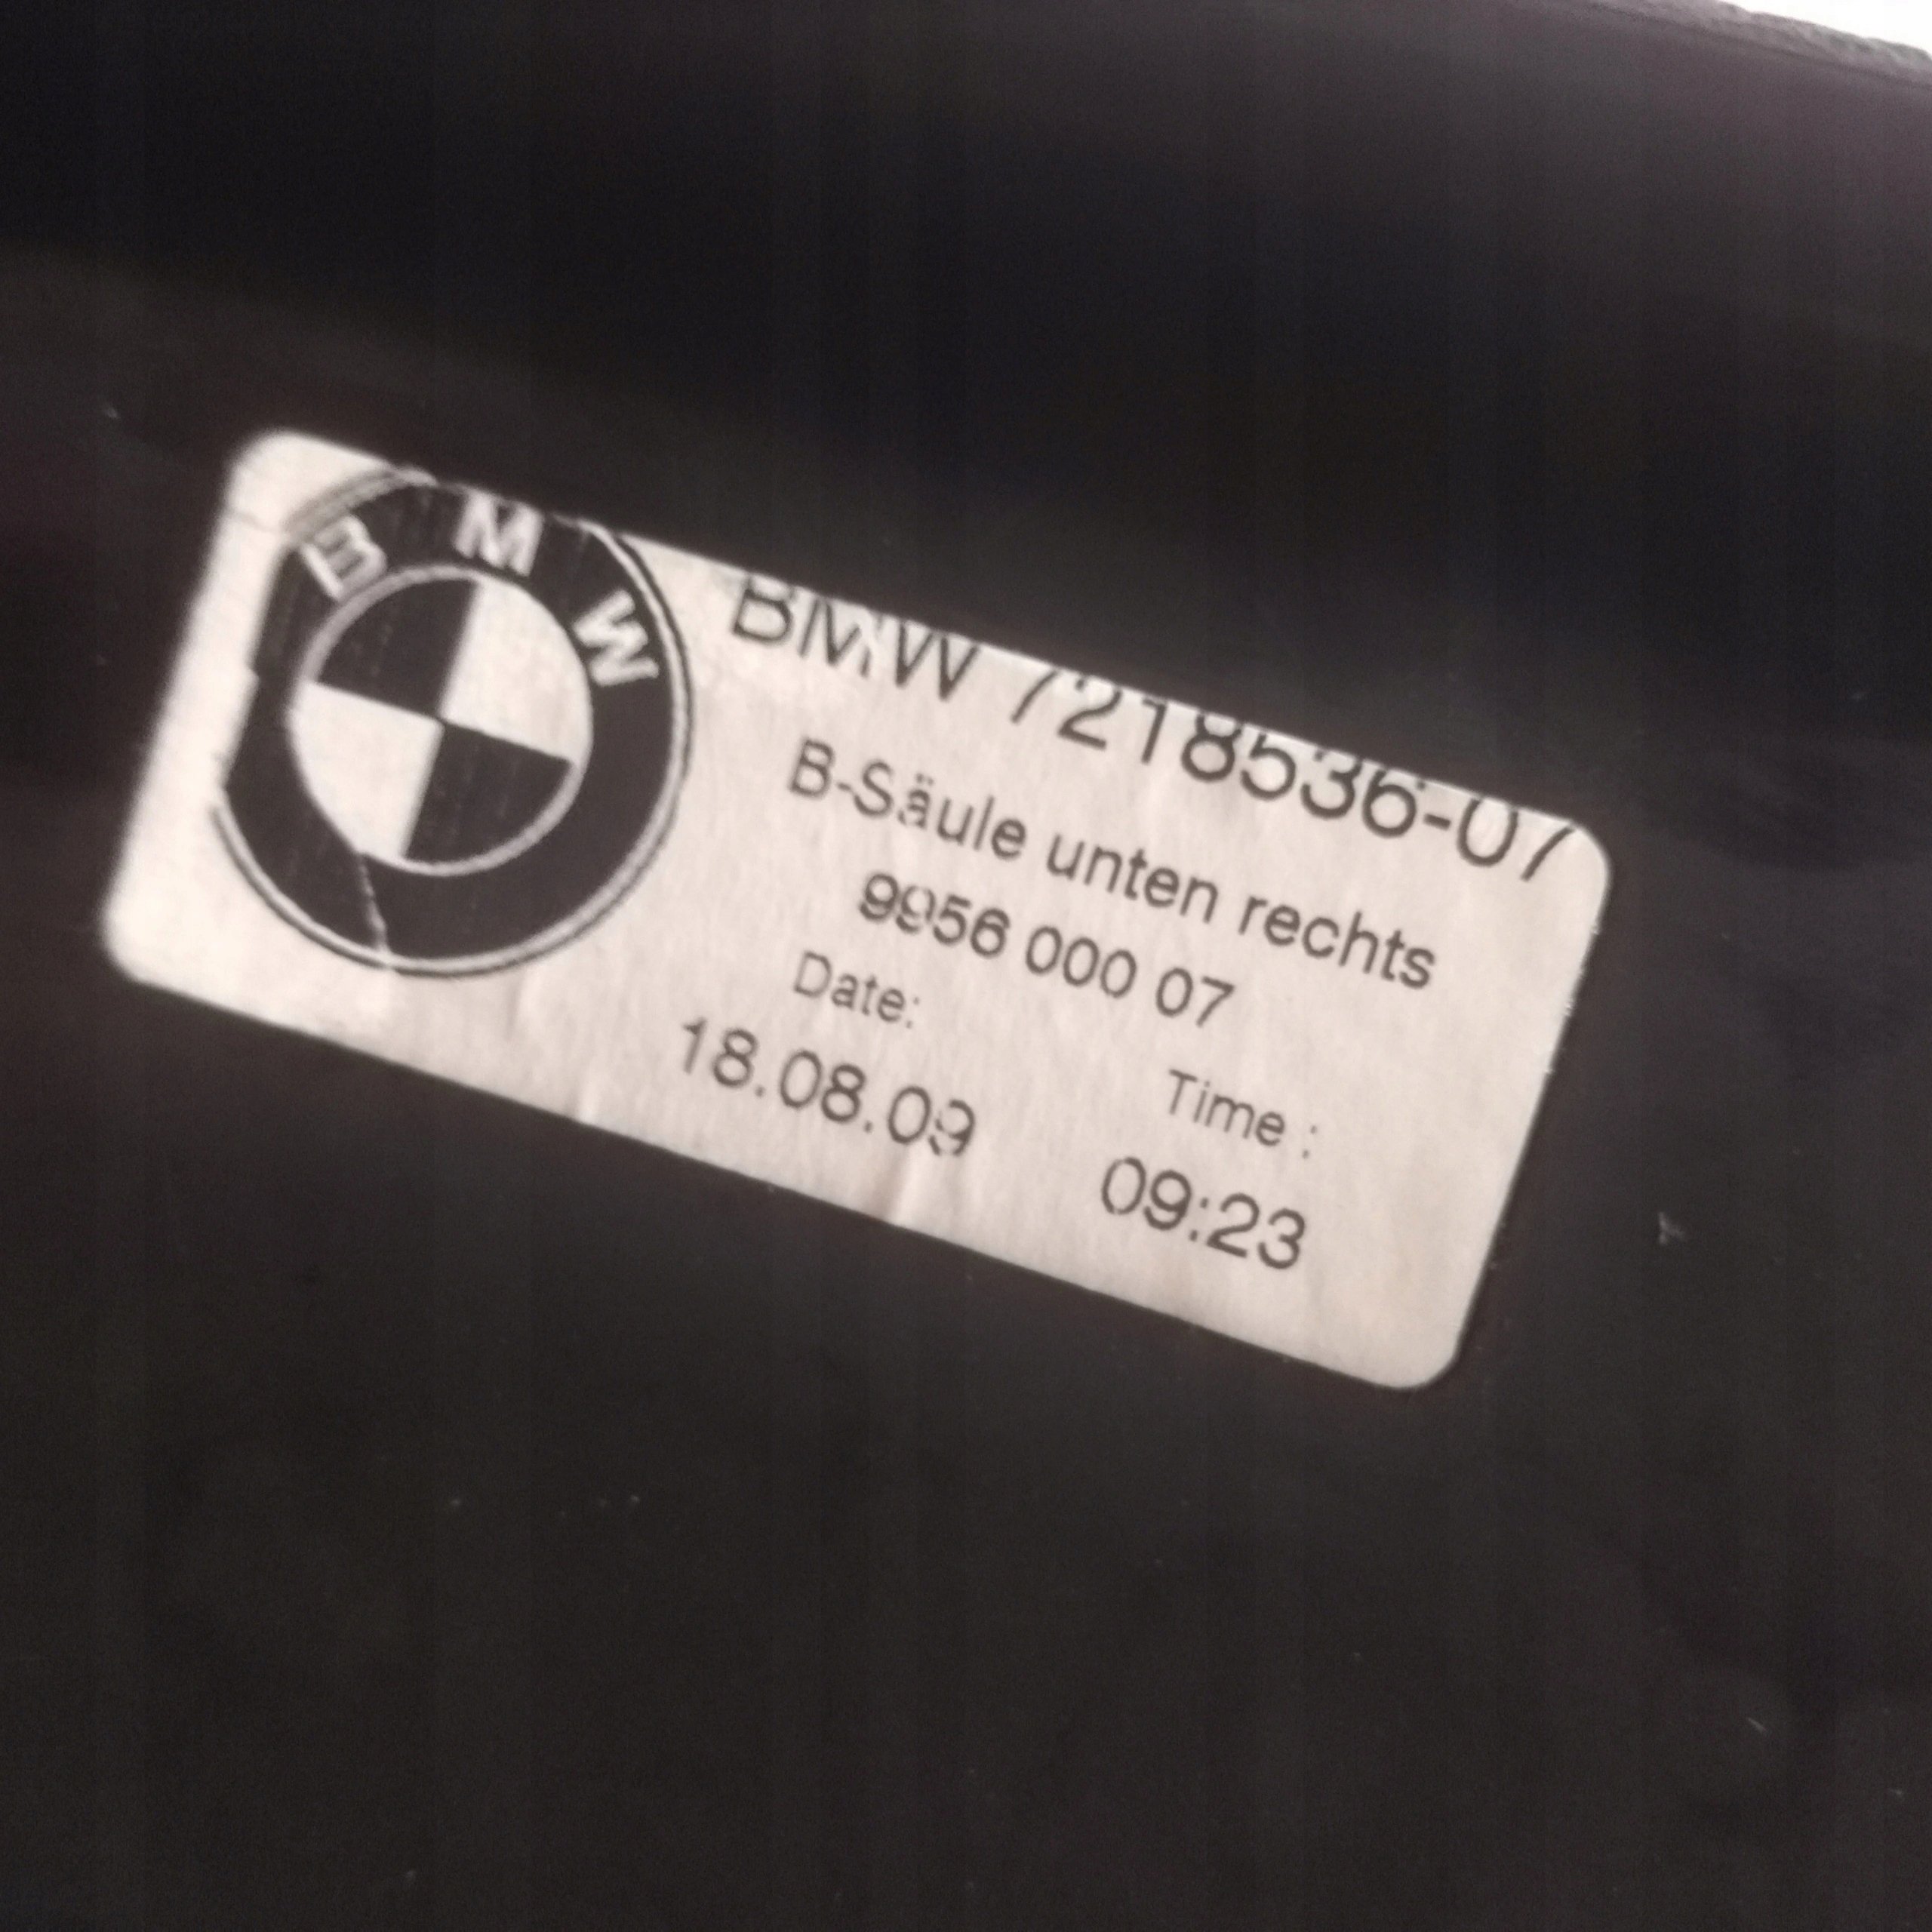 BMW
BMW 7218536-07
B-Säule unten rechts
9956 000 07
Date:
Time :
18.08.09
09:23